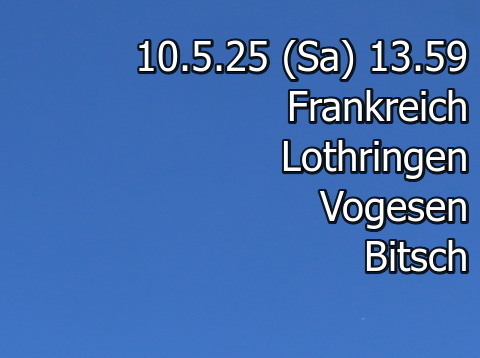 10.5.25 (Sa) 13.59
Frankreich
Lothringen
Vogesen
Bitsch